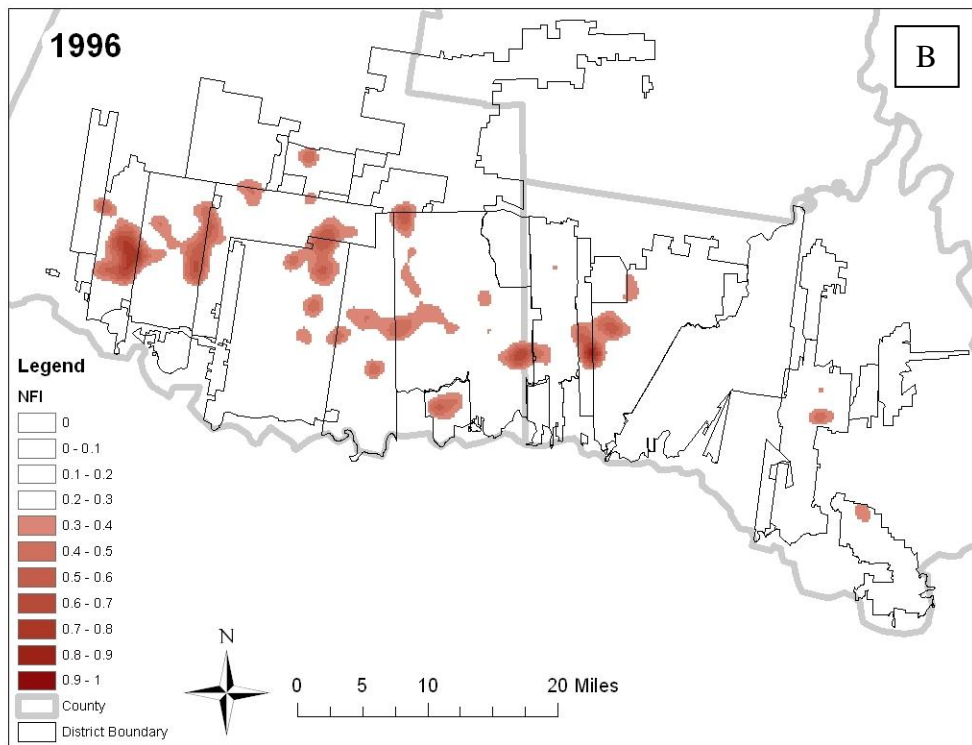 1996
B
Legend
NFI
0
0 - 0.1
0.1 - 0.2
0.2 - 0.3
0.3 - 0.4
0.4 - 0.5
0.5 - 0.6
0.6 - 0.7
0.7 - 0.8
0.8 - 0.9
0.9 - 1
County
District Boundary
N
0 5 10 20 Miles